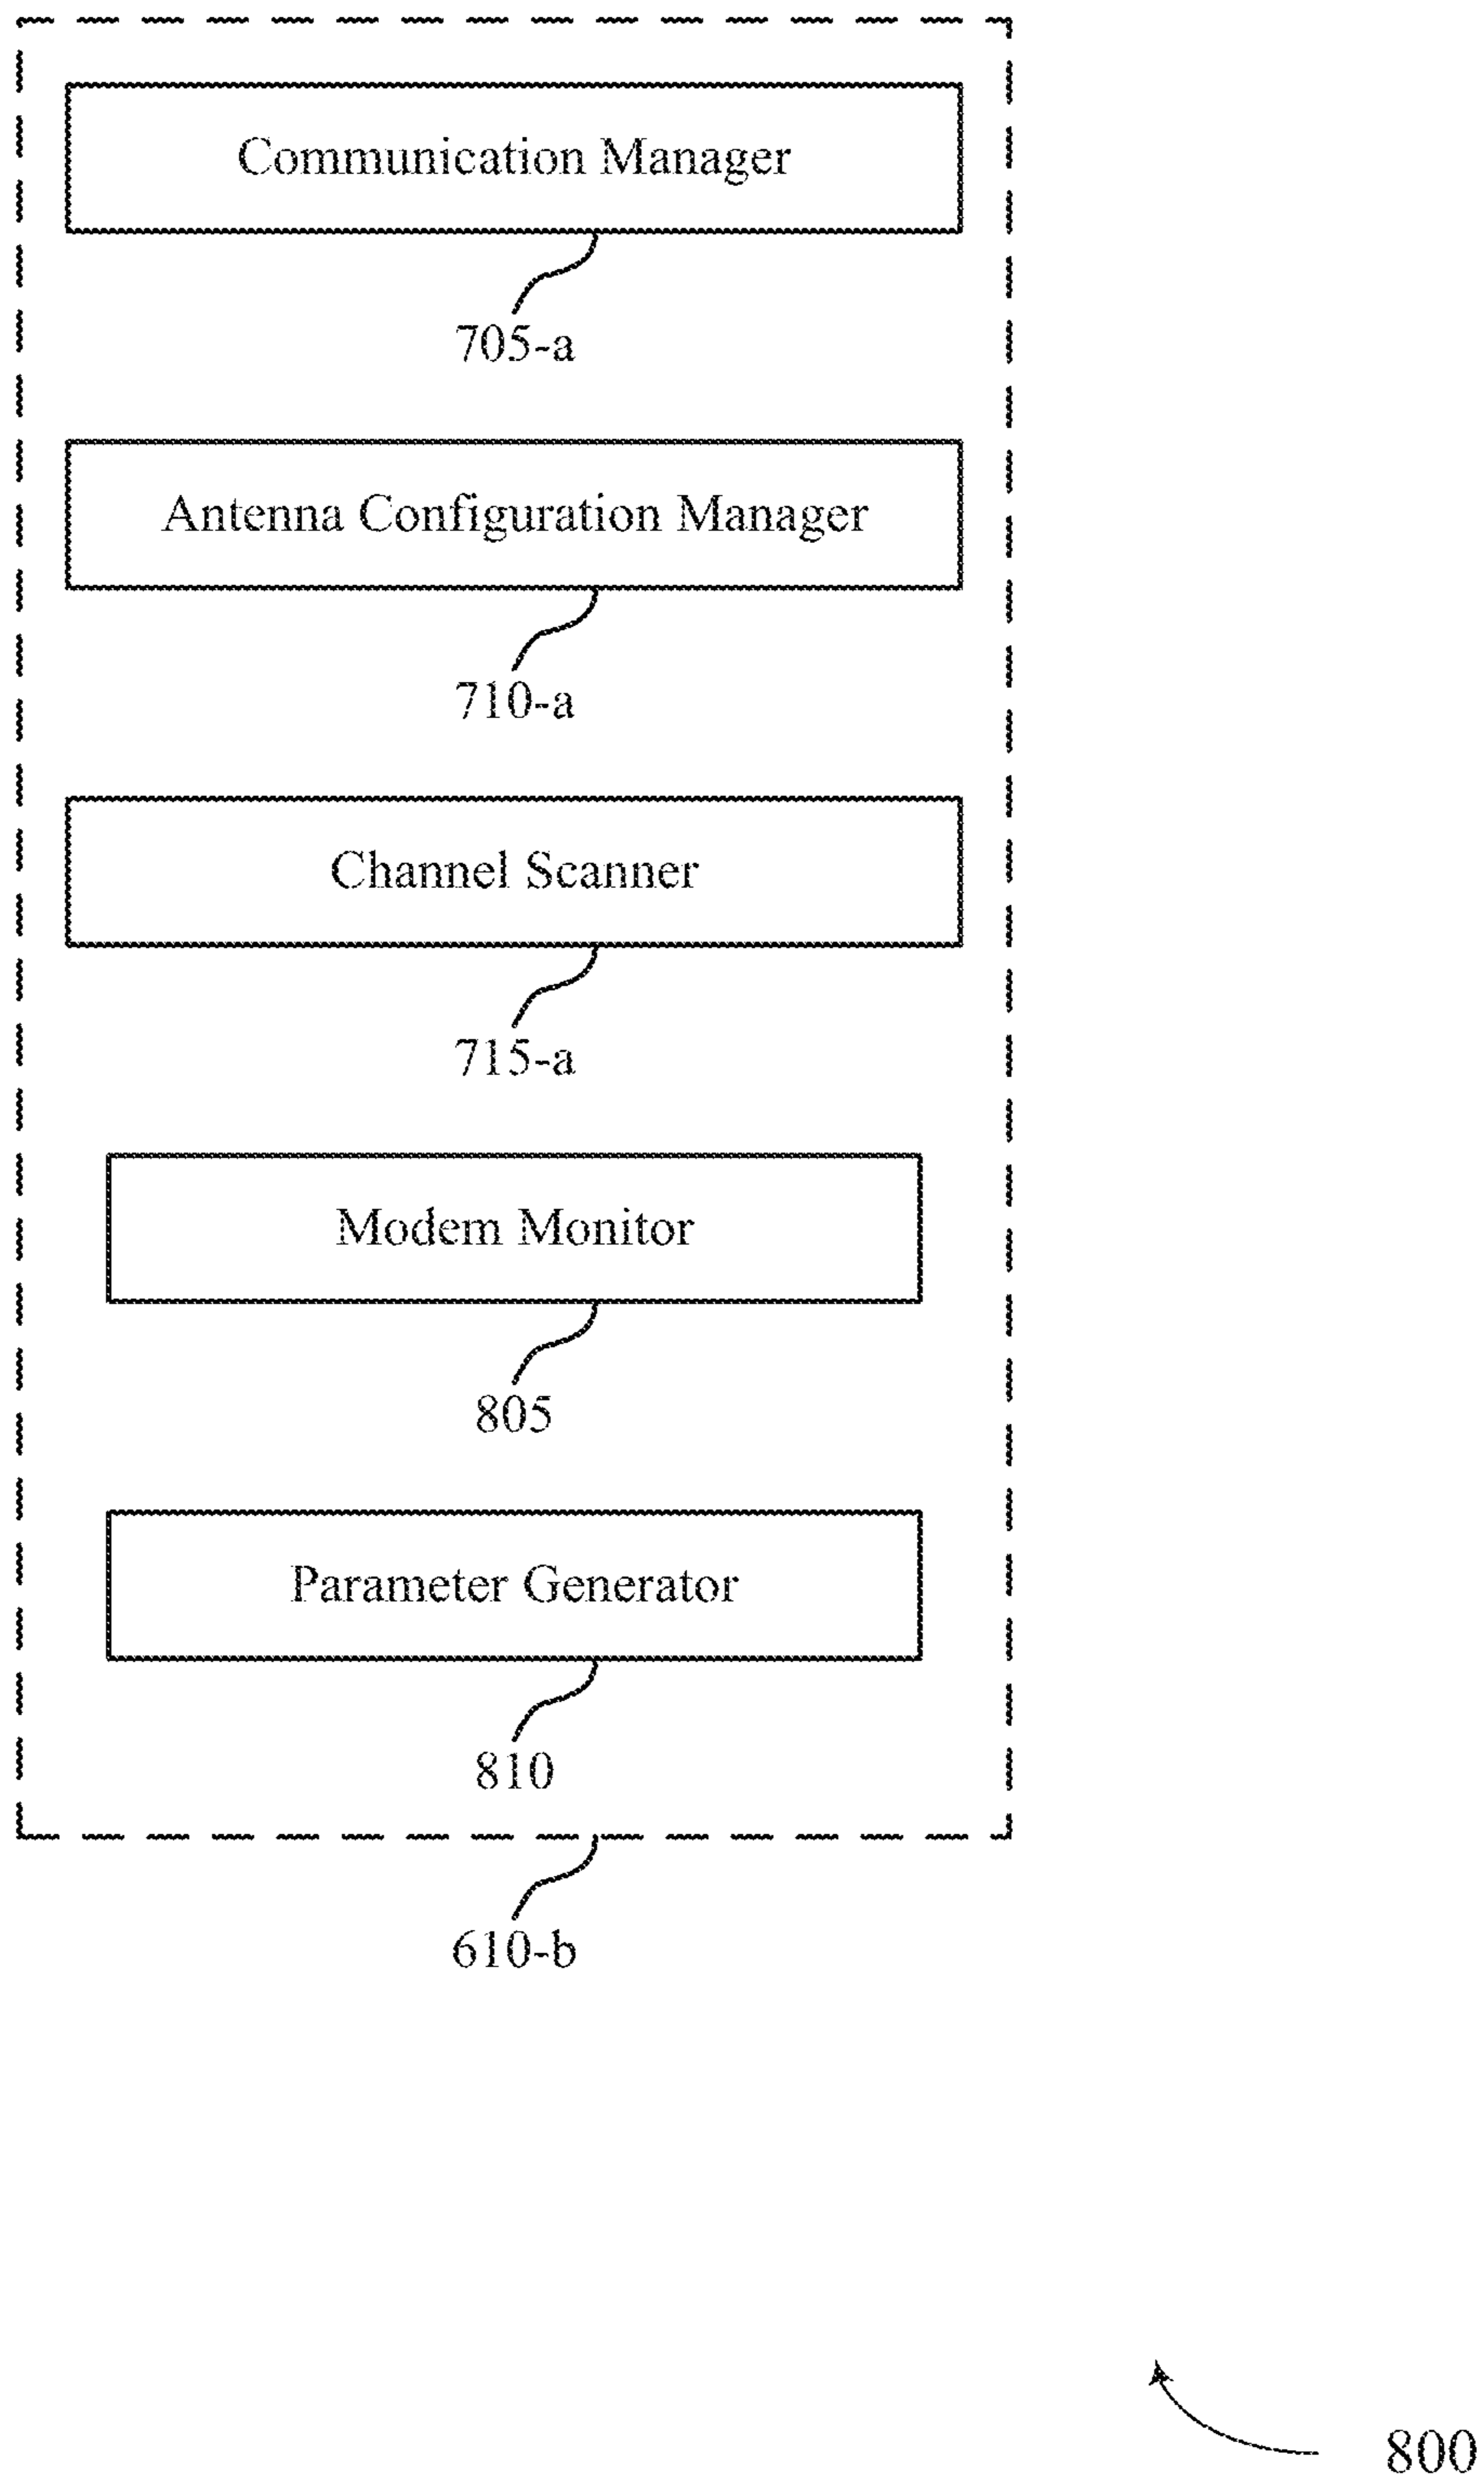 Communication Manager
705-a
Antenna Configuration Manager
710-a
Channel Scanner
715-a
Modem Monitor
805
Parameter Generator
810
610-b
800